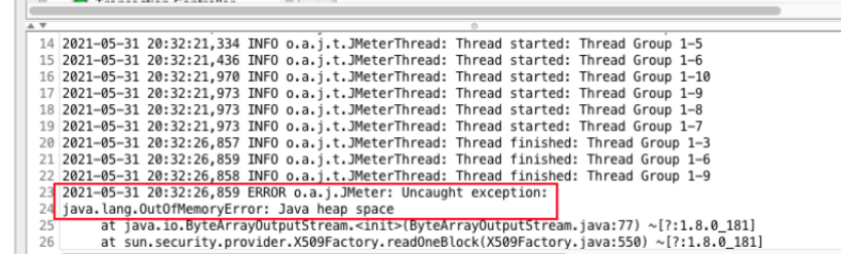 14 2021-05-31 20:32:21,334 INFO o.a.j.t.JMeterThread: Thread started: Thread Group 1-5
15 2021-05-31 20:32:21,436 INFO o.a.j.t.JMeterThread: Thread started: Thread Group 1-6
16 2021-05-31 20:32:21,970 INFO o.a.j.t.JMeterThread: Thread started: Thread Group 1-10
17 2021-05-31 20:32:21,973 INFO o.a.j.t.JMeterThread: Thread started: Thread Group 1-9
18 2021-05-31 20:32:21,973 INFO o.a.j.t.JMeterThread: Thread started: Thread Group 1-8
19 2021-05-31 20:32:21,973 INFO o.a.j.t.JMeterThread: Thread started: Thread Group 1-7
20 2021-05-31 20:32:26,857 INFO o.a.j.t.JMeterThread: Thread finished: Thread Group 1-3
21 2021-05-31 20:32:26,859 INFO o.a.j.t.JMeterThread: Thread finished: Thread Group 1-6
22 2021-05-31 20:32:26,858 INFO o.a.j.t.JMeterThread: Thread finished: Thread Group 1-9
23 2021-05-31 20:32:26,859 ERROR o.a.j.JMeter: Uncaught exception:
24 java.lang.OutOfMemoryError: Java heap space
25 at java.io.ByteArrayOutputStream.<init>(ByteArrayOutputStream.java:77) ~[?:1.8.0_181]
26 at sun.security.provider.X509Factory.readOneBlock(X509Factory.java:550) ~[?:1.8.0_181]